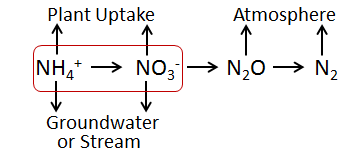 Plant Uptake Atmosphere
NH₄⁺ → NO₃⁻ → N₂O → N₂
Groundwater
or Stream